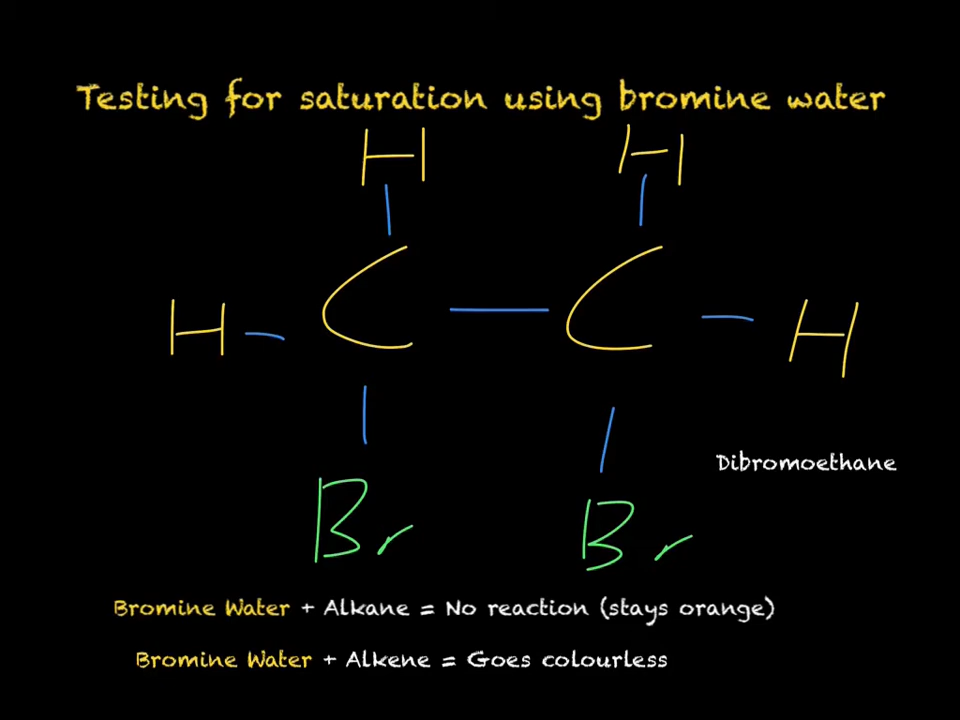 Testing for saturation using bromine water
H H
H C C H
Dibromoethane
Br Br
Bromine Water + Alkane = No reaction (stays orange)
Bromine Water + Alkene = Goes colourless